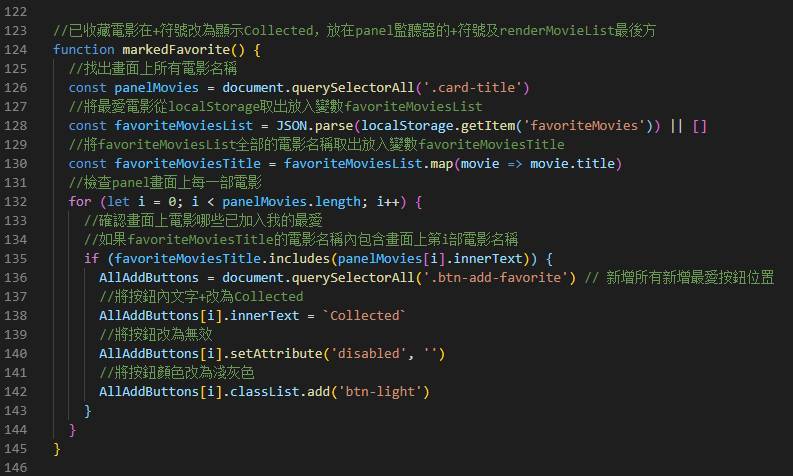 122
123 //已收藏電影在+符號改為顯示Collected，放在panel監聽器的+符號及renderMovieList最後方
124 function markedFavorite() {
125 //找出畫面上所有電影名稱
126 const panelMovies = document.querySelectorAll('.card-title')
127 //將最愛電影從localStorage取出放入變數favoriteMoviesList
128 const favoriteMoviesList = JSON.parse(localStorage.getItem('favoriteMovies')) || []
129 //將favoriteMoviesList全部的電影名稱取出放入變數favoriteMoviesTitle
130 const favoriteMoviesTitle = favoriteMoviesList.map(movie => movie.title)
131 //檢查panel畫面上每一部電影
132 for (let i = 0; i < panelMovies.length; i++) {
133 //確認畫面上電影哪些已加入我的最愛
134 //如果favoriteMoviesTitle的電影名稱內包含畫面上第i部電影名稱
135 if (favoriteMoviesTitle.includes(panelMovies[i].innerText)) {
136 AllAddButtons = document.querySelectorAll('.btn-add-favorite') // 新增所有新增最愛按鈕位置
137 //將按鈕內文字+改為Collected
138 AllAddButtons[i].innerText = `Collected`
139 //將按鈕改為無效
140 AllAddButtons[i].setAttribute('disabled', '')
141 //將按鈕顏色改為淺灰色
142 AllAddButtons[i].classList.add('btn-light')
143 }
144 }
145 }
146